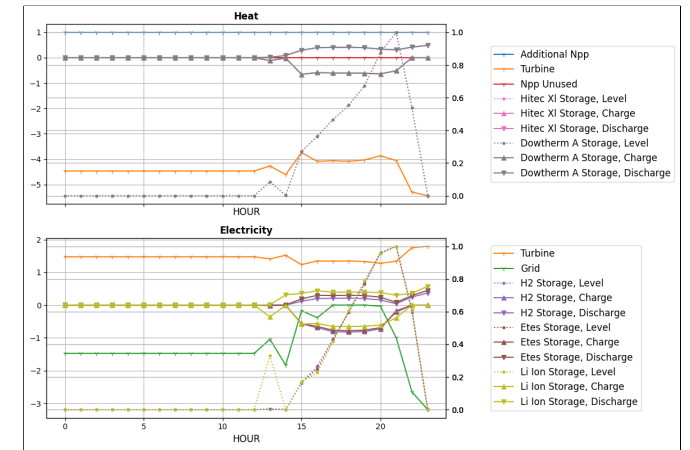 Heat
1
0
−1
−2
−3
−4
−5
1.0
0.8
0.6
0.4
0.2
0.0
HOUR
Additional Npp
Turbine
Npp Unused
Hitec Xl Storage, Level
Hitec Xl Storage, Charge
Hitec Xl Storage, Discharge
Dowtherm A Storage, Level
Dowtherm A Storage, Charge
Dowtherm A Storage, Discharge
Electricity
2
1
0
−1
−2
−3
1.0
0.8
0.6
0.4
0.2
0.0
0 5 10 15 20
HOUR
Turbine
Grid
H2 Storage, Level
H2 Storage, Charge
H2 Storage, Discharge
Etes Storage, Level
Etes Storage, Charge
Etes Storage, Discharge
Li Ion Storage, Level
Li Ion Storage, Charge
Li Ion Storage, Discharge